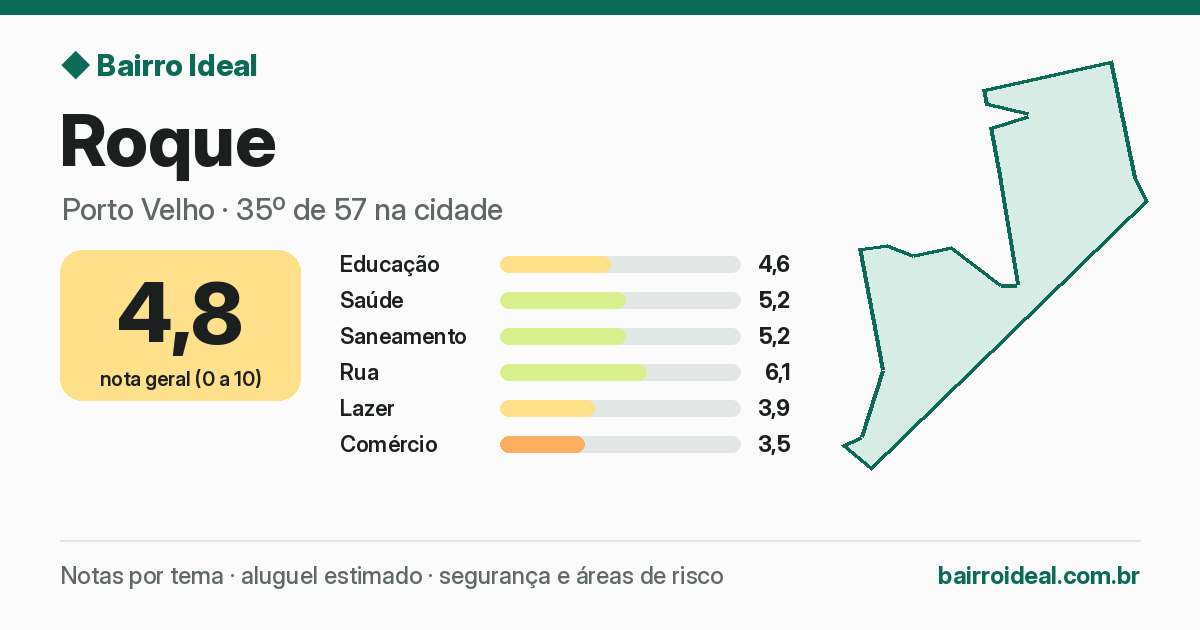 Bairro Ideal
Roque
Porto Velho · 35º de 57 na cidade
4,8
nota geral (0 a 10)
Educação 4,6
Saúde 5,2
Saneamento 5,2
Rua 6,1
Lazer 3,9
Comércio 3,5
Notas por tema · aluguel estimado · segurança e áreas de risco
bairroideal.com.br